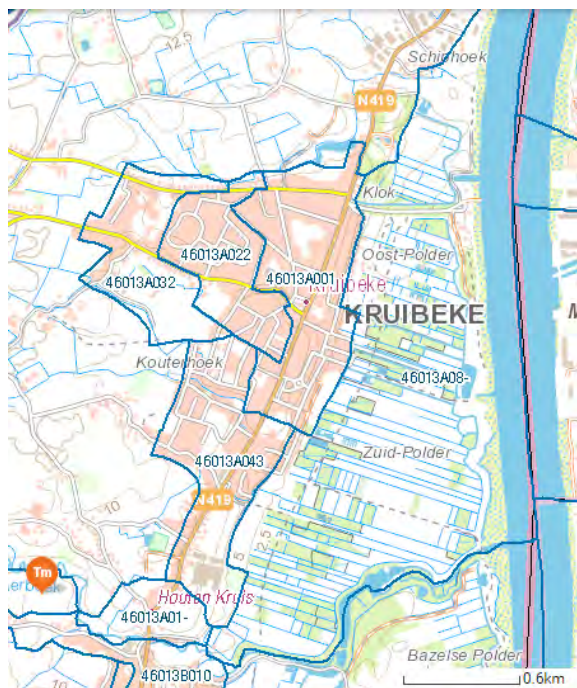 12.5
Schiphoek
N419
Klok
46013A022
Oost-Polder
46013A032
46013A001
Kruibeke
KRUIBEKE
Kouterhoek
46013A08-
Zuid-Polder
46013A043
N419
10
5
2.5
Tm
Houten Kruis
46013A01-
46013B010
Bazelse Polder
10
0.6km